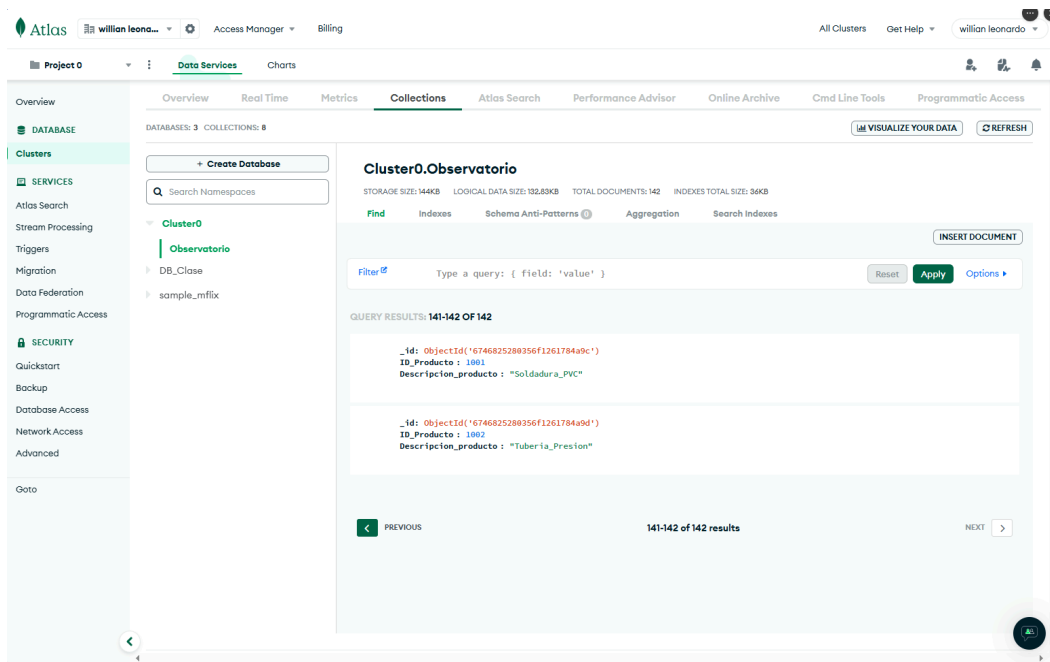 Atlas willian leona... Access Manager Billing All Clusters Get Help willian leonardo
Project 0 Data Services Charts
Overview
DATABASE
Clusters
SERVICES
Atlas Search
Stream Processing
Triggers
Migration
Data Federation
Programmatic Access
SECURITY
Quickstart
Backup
Database Access
Network Access
Advanced
Goto
Overview Real Time Metrics Collections Atlas Search Performance Advisor Online Archive Cmd Line Tools Programmatic Access
DATABASES: 3 COLLECTIONS: 8 VISUALIZE YOUR DATA REFRESH
+ Create Database
Search Namespaces
Cluster0
Observatorio
DB_Clase
sample_mflix
Cluster0.Observatorio
STORAGE SIZE: 144KB LOGICAL DATA SIZE: 132.83KB TOTAL DOCUMENTS: 142 INDEXES TOTAL SIZE: 36KB
Find Indexes Schema Anti-Patterns 0 Aggregation Search Indexes
INSERT DOCUMENT
Filter Type a query: { field: 'value' } Reset Apply Options
QUERY RESULTS: 141-142 OF 142
_id: ObjectId('6746825280356f1261784a9c')
ID_Producto : 1001
Descripcion_producto : "Soldadura_PVC"
_id: ObjectId('6746825280356f1261784a9d')
ID_Producto : 1002
Descripcion_producto : "Tuberia_Presion"
PREVIOUS 141-142 of 142 results NEXT